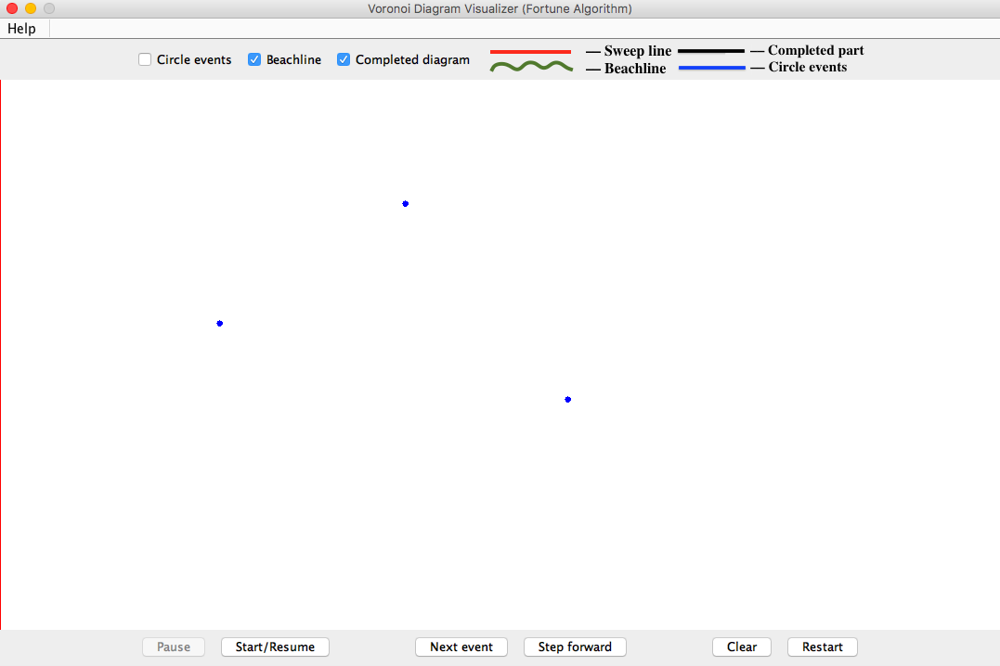 Voronoi Diagram Visualizer (Fortune Algorithm)
Help
Circle events Beachline Completed diagram
— Sweep line — Completed part
— Beachline — Circle events
Pause Start/Resume Next event Step forward Clear Restart